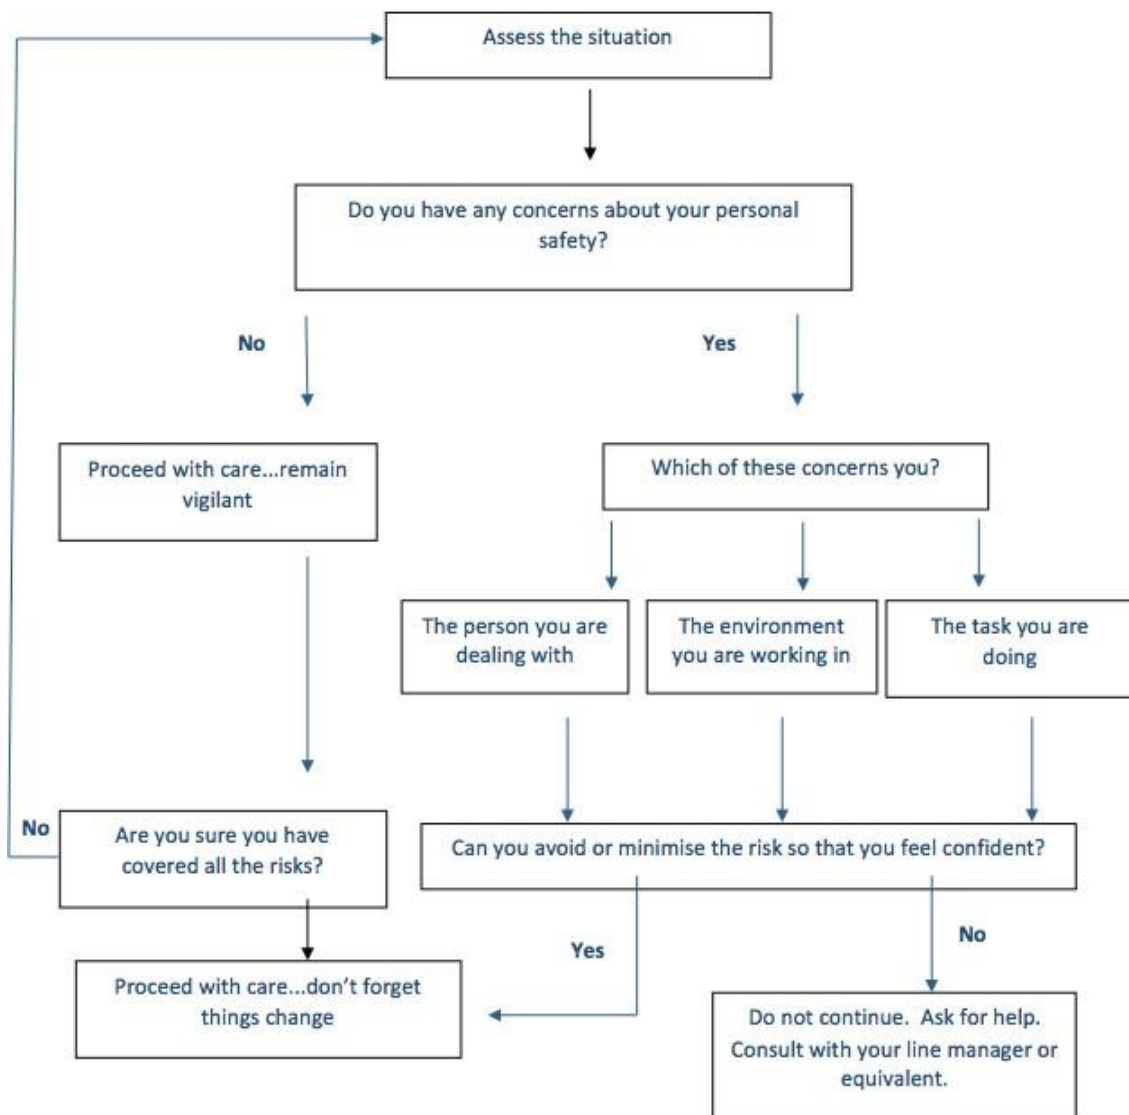 Assess the situation
Do you have any concerns about your personal
safety?
No
Yes
Proceed with care...remain
vigilant
Which of these concerns you?
The person you are
dealing with
The environment
you are working in
The task you are
doing
No
Are you sure you have
covered all the risks?
Can you avoid or minimise the risk so that you feel confident?
Yes
No
Proceed with care...don’t forget
things change
Do not continue.  Ask for help.
Consult with your line manager or
equivalent.